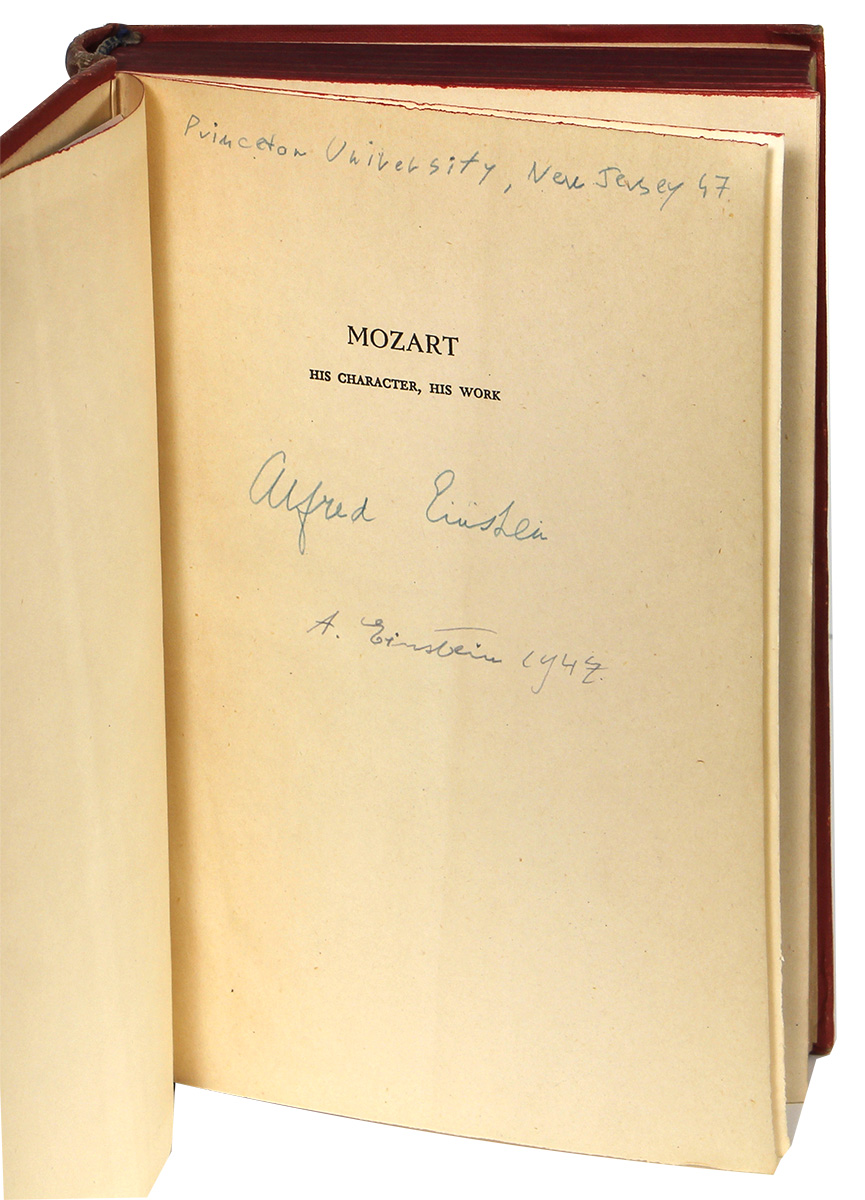 Princeton University, New Jersey 47.
MOZART
HIS CHARACTER, HIS WORK
Alfred Einstein
A. Einstein 1947.